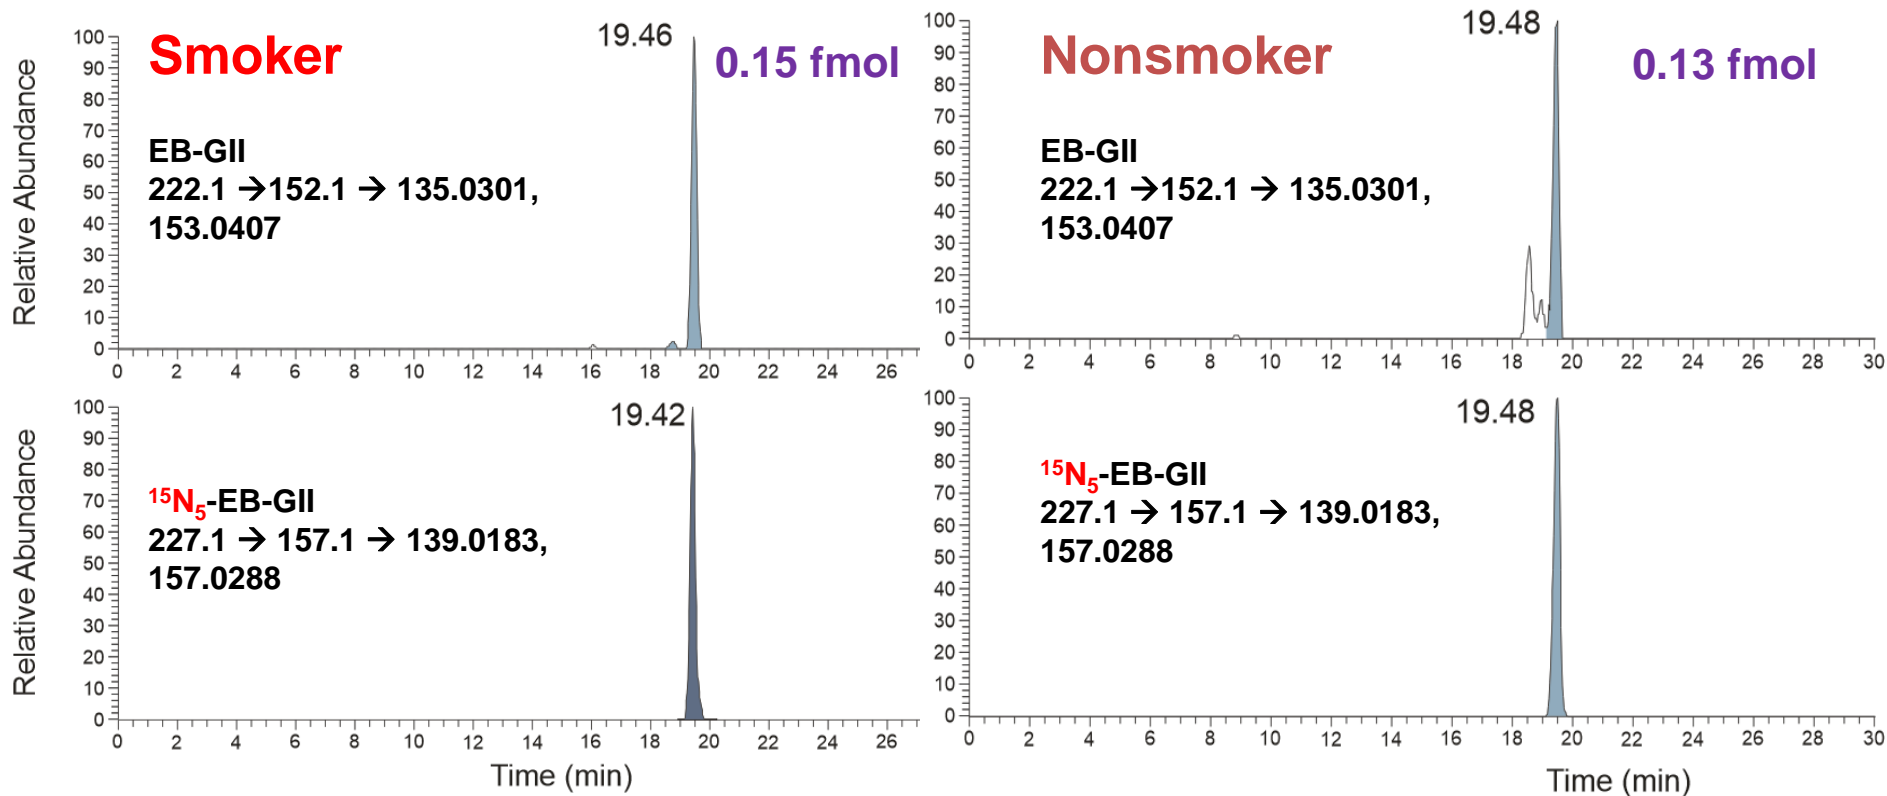 Smoker
19.46
0.15 fmol
EB-GII
222.1 →152.1 → 135.0301,
153.0407
Relative Abundance
100
90
80
70
60
50
40
30
20
10
0
0 2 4 6 8 10 12 14 16 18 20 22 24 26
Nonsmoker
19.48
0.13 fmol
EB-GII
222.1 →152.1 → 135.0301,
153.0407
100
90
80
70
60
50
40
30
20
10
0
0 2 4 6 8 10 12 14 16 18 20 22 24 26 28 30
19.42
¹⁵N₅-EB-GII
227.1 → 157.1 → 139.0183,
157.0288
Relative Abundance
100
90
80
70
60
50
40
30
20
10
0
0 2 4 6 8 10 12 14 16 18 20 22 24 26
Time (min)
19.48
¹⁵N₅-EB-GII
227.1 → 157.1 → 139.0183,
157.0288
100
90
80
70
60
50
40
30
20
10
0
0 2 4 6 8 10 12 14 16 18 20 22 24 26 28 30
Time (min)